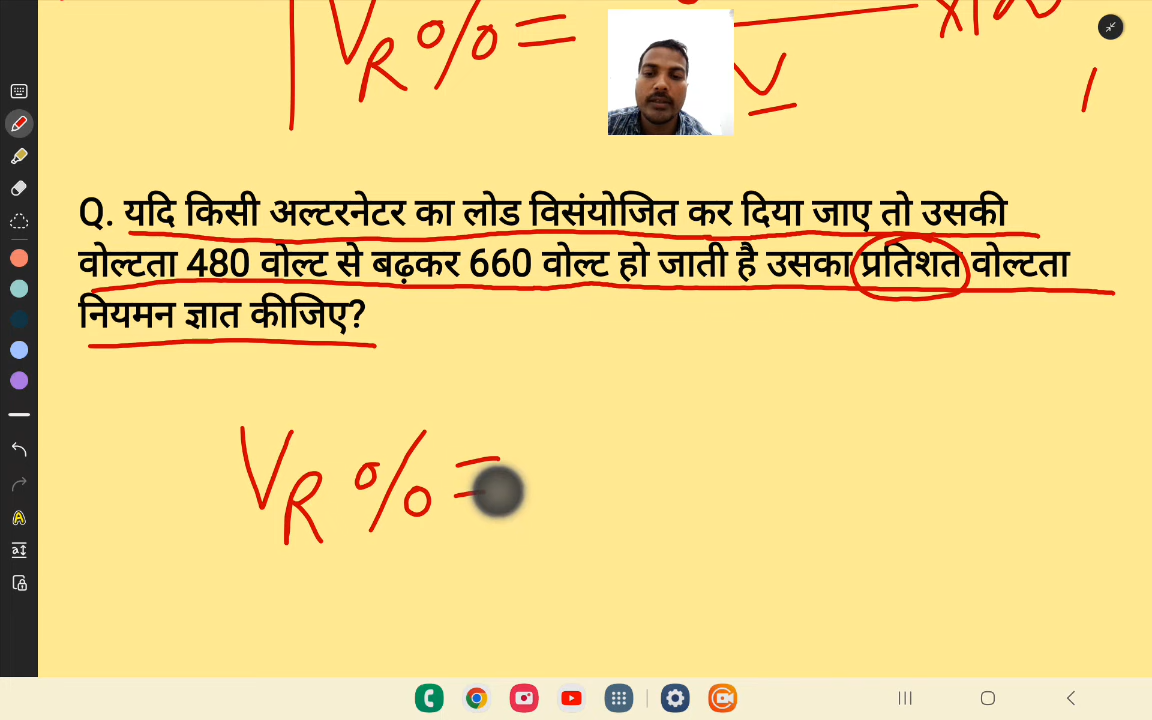 VR % =
V
Q. यदि किसी अल्टरनेटर का लोड विसंयोजित कर दिया जाए तो उसकी
वोल्टता 480 वोल्ट से बढ़कर 660 वोल्ट हो जाती है उसका प्रतिशत वोल्टता
नियमन ज्ञात कीजिए?
VR % =